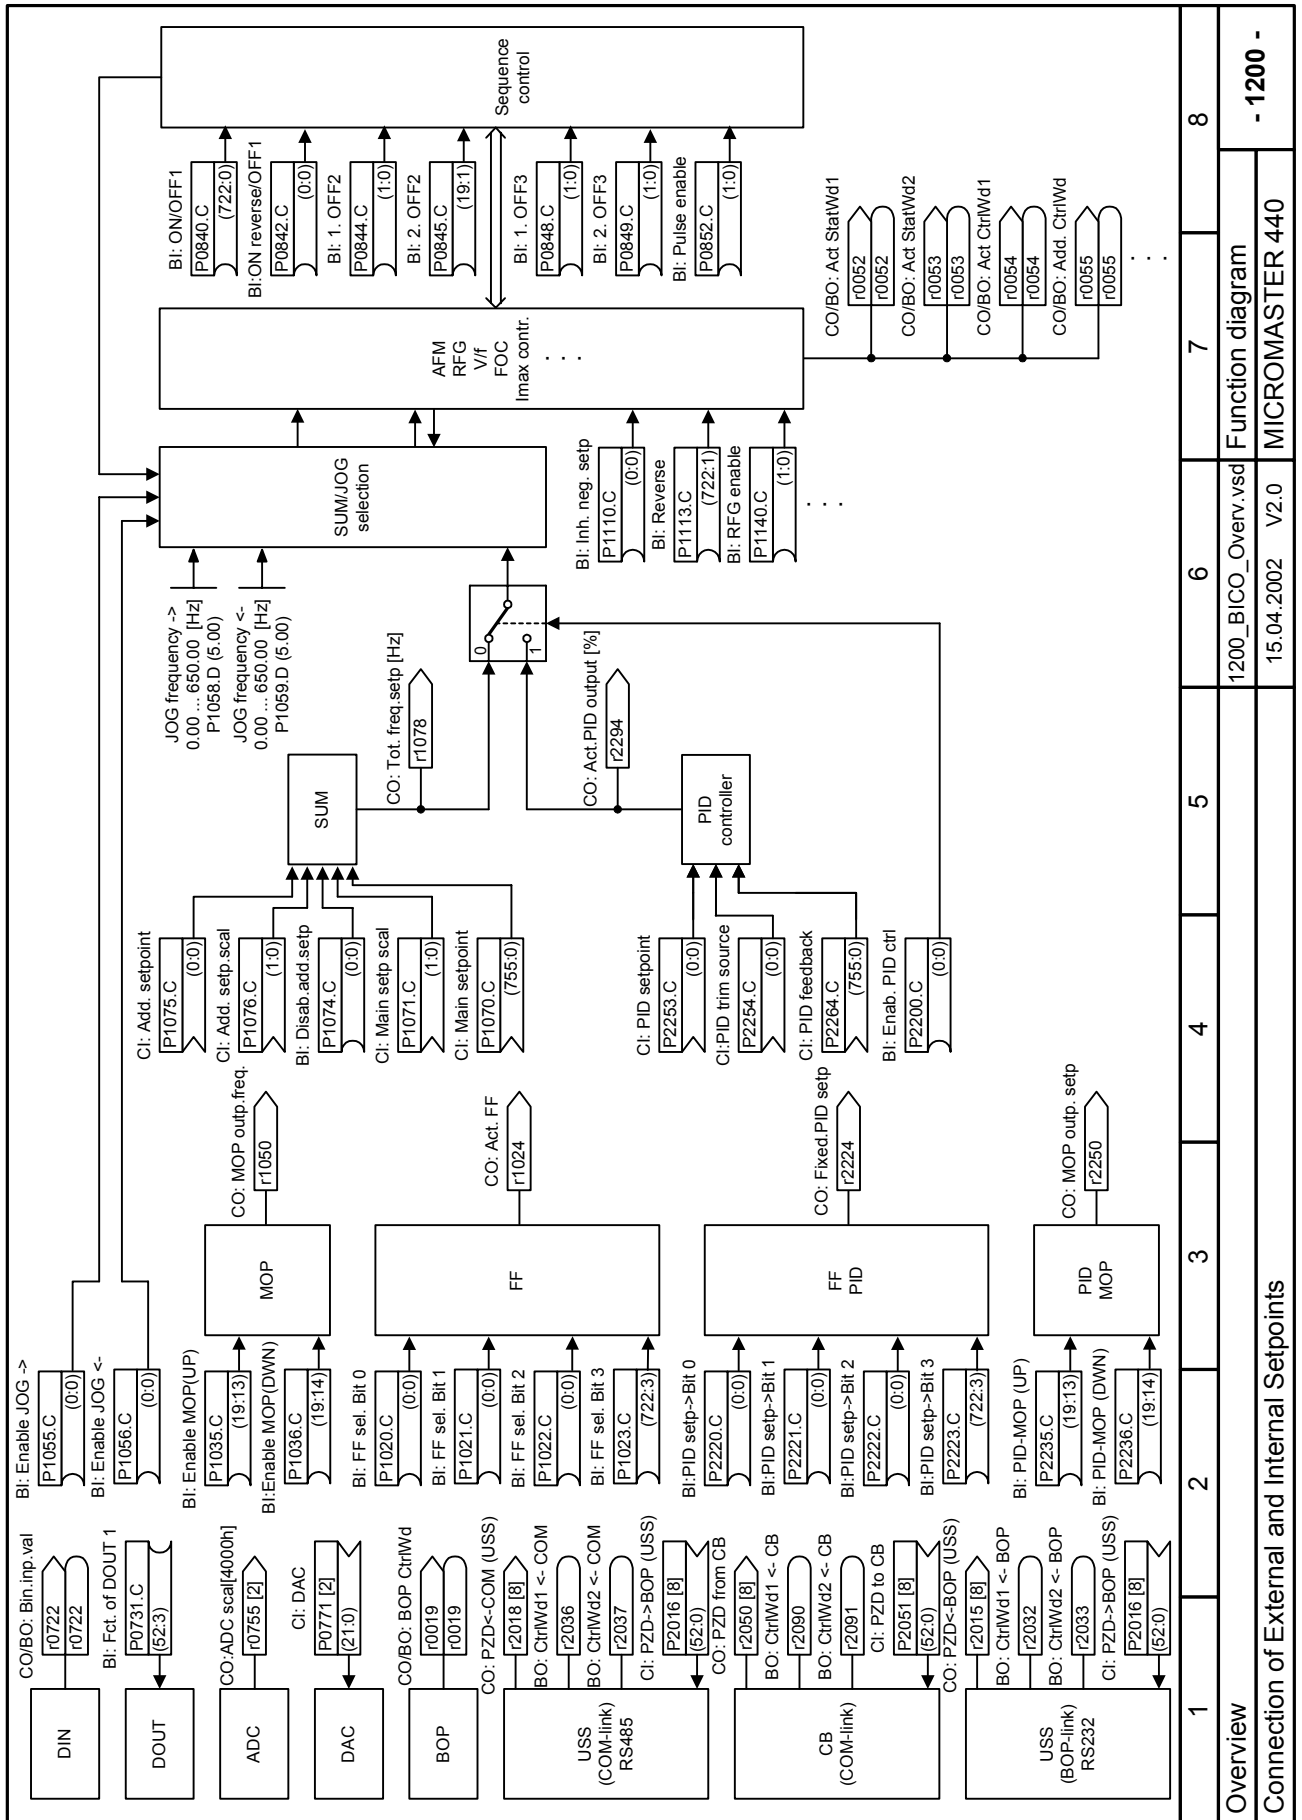 DIN
CO/BO: Bin.inp.val
r0722
r0722
DOUT
BI: Fct. of DOUT 1
P0731.C
(52:3)
ADC
CO:ADC scal[4000h]
r0755 [2]
DAC
CI: DAC
P0771 [2]
(21:0)
BOP
CO/BO: BOP CtrlWd
r0019
r0019
USS
(COM-link)
RS485
CO: PZD<-COM (USS)
r2018 [8]
BO: CtrlWd1 <- COM
r2036
BO: CtrlWd2 <- COM
r2037
CI: PZD->BOP (USS)
P2016 [8]
(52:0)
CB
(COM-link)
CO: PZD from CB
r2050 [8]
BO: CtrlWd1 <- CB
r2090
BO: CtrlWd2 <- CB
r2091
CI: PZD to CB
P2051 [8]
(52:0)
USS
(BOP-link)
RS232
CO: PZD<-BOP (USS)
r2015 [8]
BO: CtrlWd1 <- BOP
r2032
BO: CtrlWd2 <- BOP
r2033
CI: PZD->BOP (USS)
P2016 [8]
(52:0)
BI: Enable JOG ->
P1055.C
(0:0)
BI: Enable JOG <-
P1056.C
(0:0)
BI: Enable MOP(UP)
P1035.C
(19:13)
BI:Enable MOP(DWN)
P1036.C
(19:14)
MOP
CO: MOP outp.freq.
r1050
BI: FF sel. Bit 0
P1020.C
(0:0)
BI: FF sel. Bit 1
P1021.C
(0:0)
BI: FF sel. Bit 2
P1022.C
(0:0)
BI: FF sel. Bit 3
P1023.C
(722:3)
FF
CO: Act. FF
r1024
BI:PID setp->Bit 0
P2220.C
(0:0)
BI:PID setp->Bit 1
P2221.C
(0:0)
BI:PID setp->Bit 2
P2222.C
(0:0)
BI:PID setp->Bit 3
P2223.C
(722:3)
FF
PID
CO: Fixed.PID setp
r2224
BI: PID-MOP (UP)
P2235.C
(19:13)
BI: PID-MOP (DWN)
P2236.C
(19:14)
PID
MOP
CO: MOP outp. setp
r2250
CI: Add. setpoint
P1075.C
(0:0)
CI: Add. setp.scal
P1076.C
(1:0)
BI: Disab.add.setp
P1074.C
(0:0)
CI: Main setp scal
P1071.C
(1:0)
CI: Main setpoint
P1070.C
(755:0)
SUM
CO: Tot. freq.setp [Hz]
r1078
CI: PID setpoint
P2253.C
(0:0)
CI:PID trim source
P2254.C
(0:0)
CI: PID feedback
P2264.C
(755:0)
BI: Enab. PID ctrl
P2200.C
(0:0)
PID
controller
CO: Act.PID output [%]
r2294
0
1
JOG frequency ->
0.00 ... 650.00 [Hz]
P1058.D (5.00)
JOG frequency <-
0.00 ... 650.00 [Hz]
P1059.D (5.00)
SUM/JOG
selection
BI: Inh. neg. setp
P1110.C
(0:0)
BI: Reverse
P1113.C
(722:1)
BI: RFG enable
P1140.C
(1:0)
. . .
AFM
RFG
V/f
FOC
Imax contr.
. . .
CO/BO: Act StatWd1
r0052
r0052
CO/BO: Act StatWd2
r0053
r0053
CO/BO: Act CtrlWd1
r0054
r0054
CO/BO: Add. CtrlWd
r0055
r0055
. . .
BI: ON/OFF1
P0840.C
(722:0)
BI:ON reverse/OFF1
P0842.C
(0:0)
BI: 1. OFF2
P0844.C
(1:0)
BI: 2. OFF2
P0845.C
(19:1)
BI: 1. OFF3
P0848.C
(1:0)
BI: 2. OFF3
P0849.C
(1:0)
BI: Pulse enable
P0852.C
(1:0)
Sequence
control
1
2
3
4
5
6
7
8
Overview
1200_BICO_Overv.vsd
Function diagram
- 1200 -
Connection of External and Internal Setpoints
15.04.2002
V2.0
MICROMASTER 440